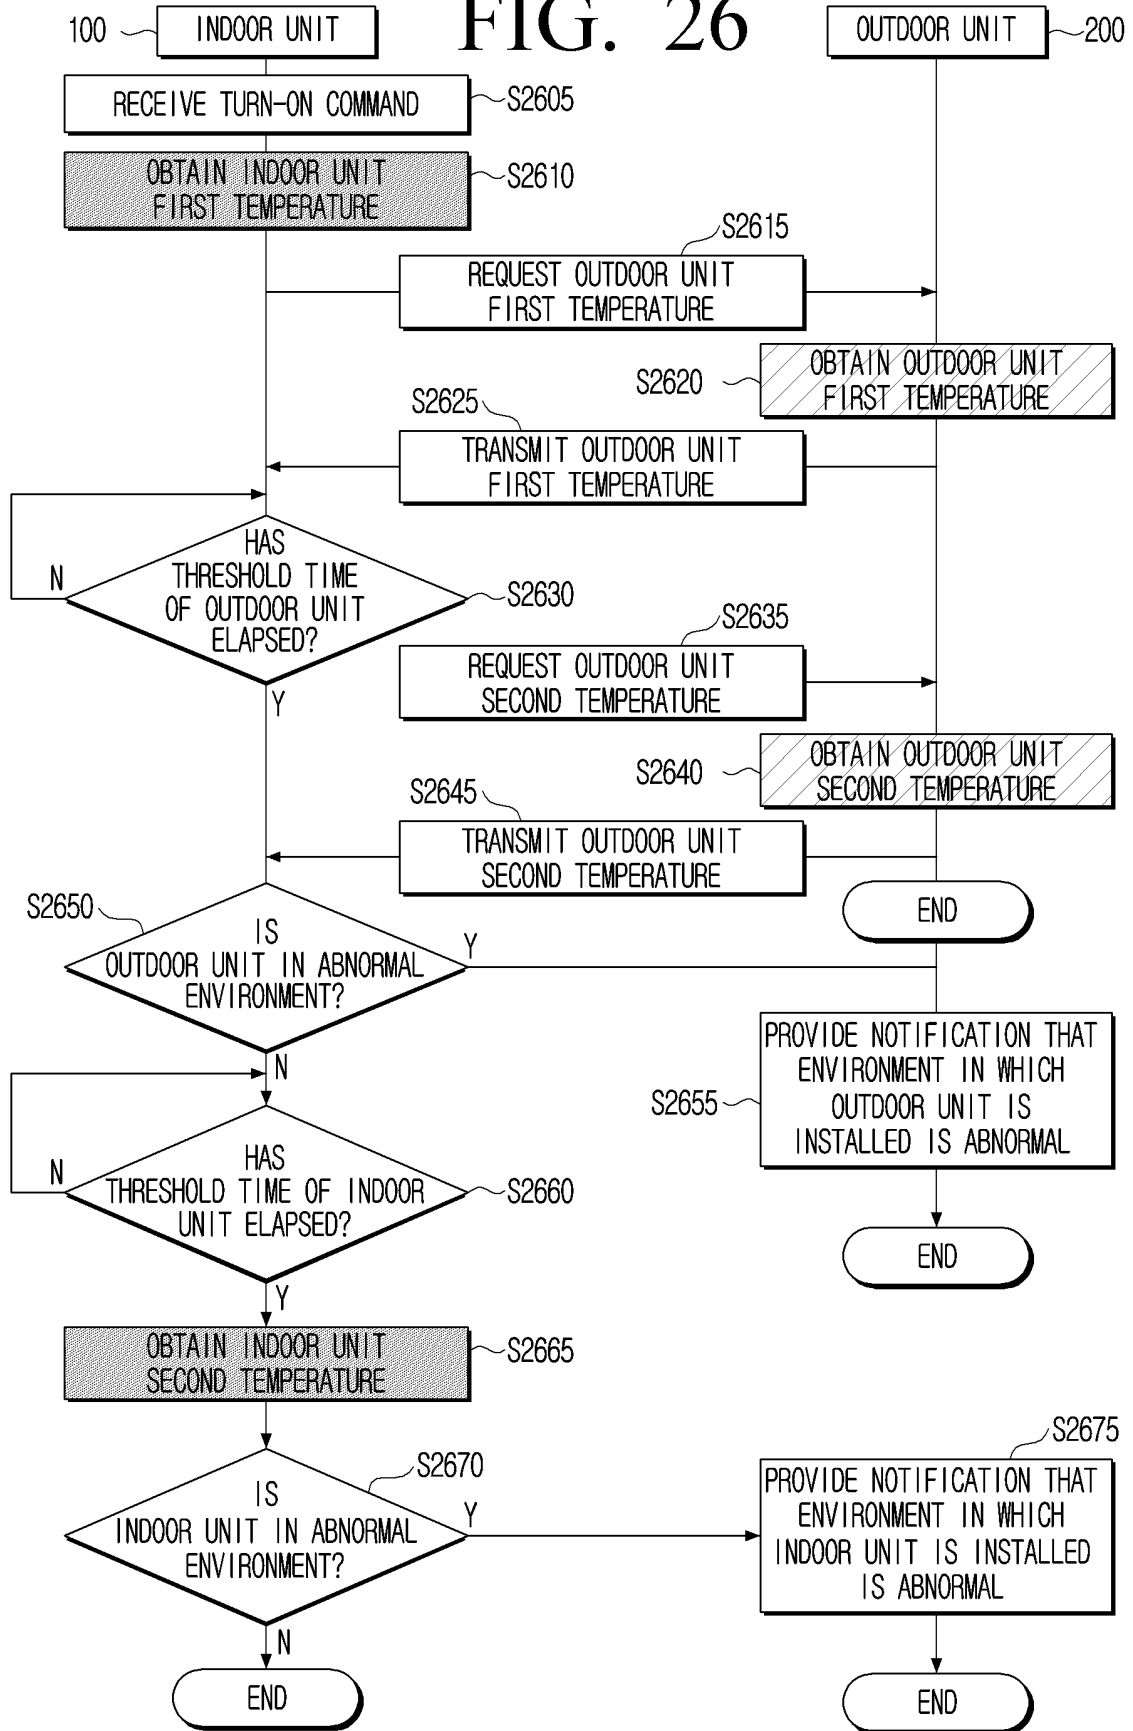 FIG. 26
100
INDOOR UNIT
OUTDOOR UNIT
200
RECEIVE TURN-ON COMMAND
S2605
OBTAIN INDOOR UNIT
FIRST TEMPERATURE
S2610
S2615
REQUEST OUTDOOR UNIT
FIRST TEMPERATURE
S2620
OBTAIN OUTDOOR UNIT
FIRST TEMPERATURE
S2625
TRANSMIT OUTDOOR UNIT
FIRST TEMPERATURE
HAS
THRESHOLD TIME
OF OUTDOOR UNIT
ELAPSED?
N
S2630
Y
S2635
REQUEST OUTDOOR UNIT
SECOND TEMPERATURE
S2640
OBTAIN OUTDOOR UNIT
SECOND TEMPERATURE
S2645
TRANSMIT OUTDOOR UNIT
SECOND TEMPERATURE
END
S2650
IS
OUTDOOR UNIT IN ABNORMAL
ENVIRONMENT?
Y
N
S2655
PROVIDE NOTIFICATION THAT
ENVIRONMENT IN WHICH
OUTDOOR UNIT IS
INSTALLED IS ABNORMAL
END
HAS
THRESHOLD TIME OF INDOOR
UNIT ELAPSED?
N
S2660
Y
OBTAIN INDOOR UNIT
SECOND TEMPERATURE
S2665
S2670
IS
INDOOR UNIT IN ABNORMAL
ENVIRONMENT?
Y
N
S2675
PROVIDE NOTIFICATION THAT
ENVIRONMENT IN WHICH
INDOOR UNIT IS INSTALLED
IS ABNORMAL
END
END